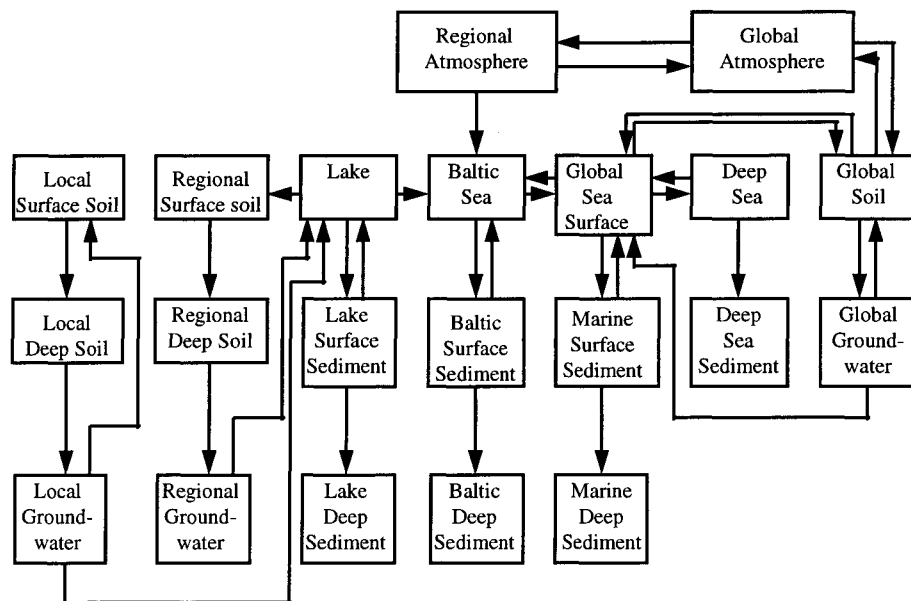 Regional
Atmosphere
Global
Atmosphere
Local
Surface Soil
Regional
Surface soil
Lake
Baltic
Sea
Global
Sea
Surface
Deep
Sea
Global
Soil
Local
Deep Soil
Regional
Deep Soil
Lake
Surface
Sediment
Baltic
Surface
Sediment
Marine
Surface
Sediment
Deep
Sea
Sediment
Global
Ground-
water
Local
Ground-
water
Regional
Ground-
water
Lake
Deep
Sediment
Baltic
Deep
Sediment
Marine
Deep
Sediment